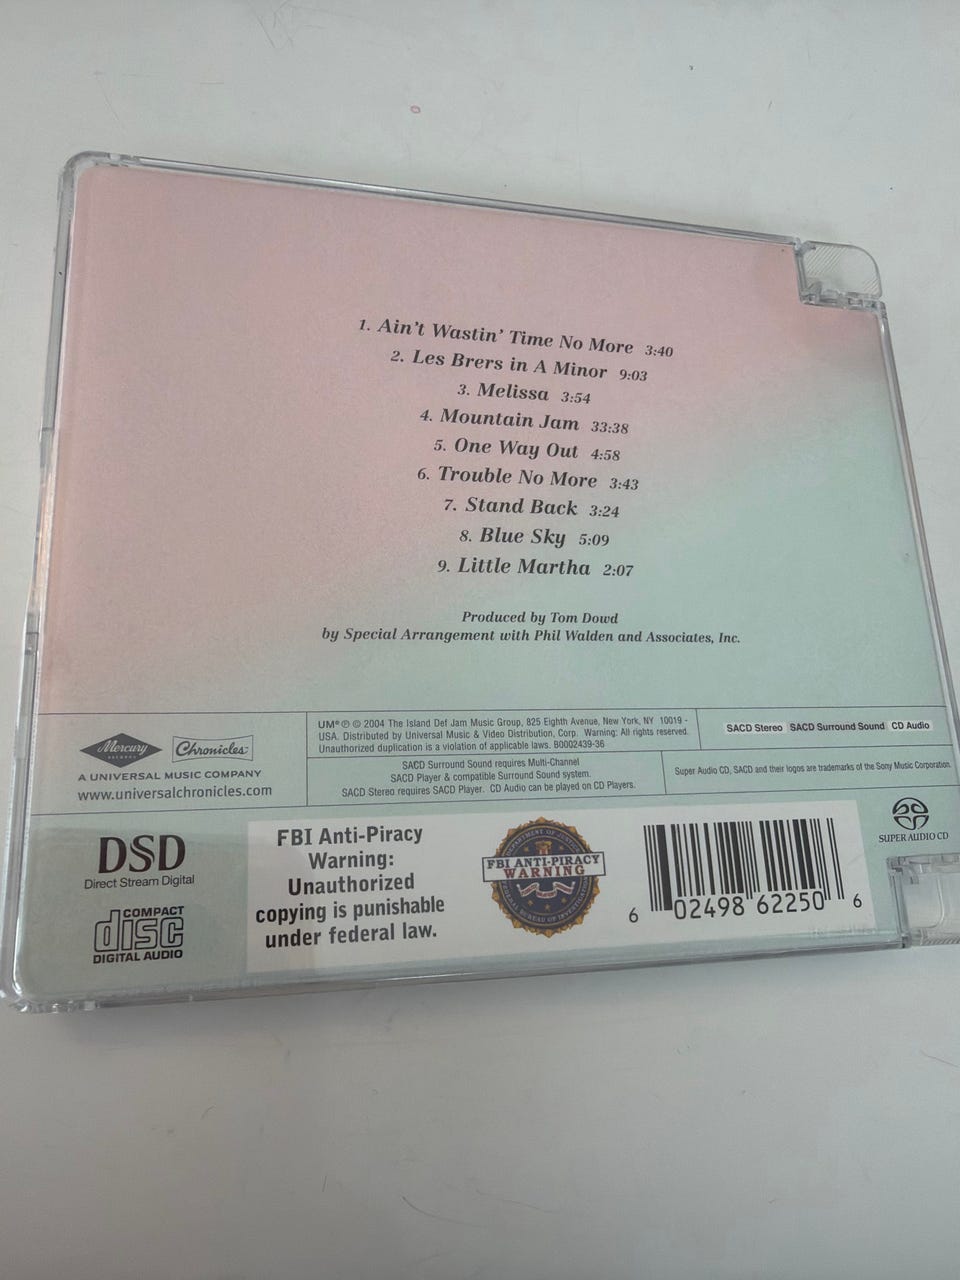 1. Ain't Wastin' Time No More 3:40
2. Les Brers in A Minor 9:03
3. Melissa 3:54
4. Mountain Jam 33:38
5. One Way Out 4:58
6. Trouble No More 3:43
7. Stand Back 3:24
8. Blue Sky 5:09
9. Little Martha 2:07
Produced by Tom Dowd
by Special Arrangement with Phil Walden and Associates, Inc.
Mercury
RECORDS
Chronicles
A UNIVERSAL MUSIC COMPANY
www.universalchronicles.com
UM® ℗ © 2004 The Island Def Jam Music Group, 825 Eighth Avenue, New York, NY 10019 -
USA. Distributed by Universal Music & Video Distribution, Corp. Warning: All rights reserved.
Unauthorized duplication is a violation of applicable laws. B0002439-36
SACD Stereo SACD Surround Sound CD Audio
SACD Surround Sound requires Multi-Channel
SACD Player & compatible Surround Sound system.
SACD Stereo requires SACD Player. CD Audio can be played on CD Players.
Super Audio CD, SACD and their logos are trademarks of the Sony Music Corporation.
DSD
Direct Stream Digital
COMPACT
disc
DIGITAL AUDIO
FBI Anti-Piracy
Warning:
Unauthorized
copying is punishable
under federal law.
DEPARTMENT OF JUSTICE
FBI ANTI-PIRACY
WARNING
FEDERAL BUREAU OF INVESTIGATION
6 02498 62250 6
SUPER AUDIO CD